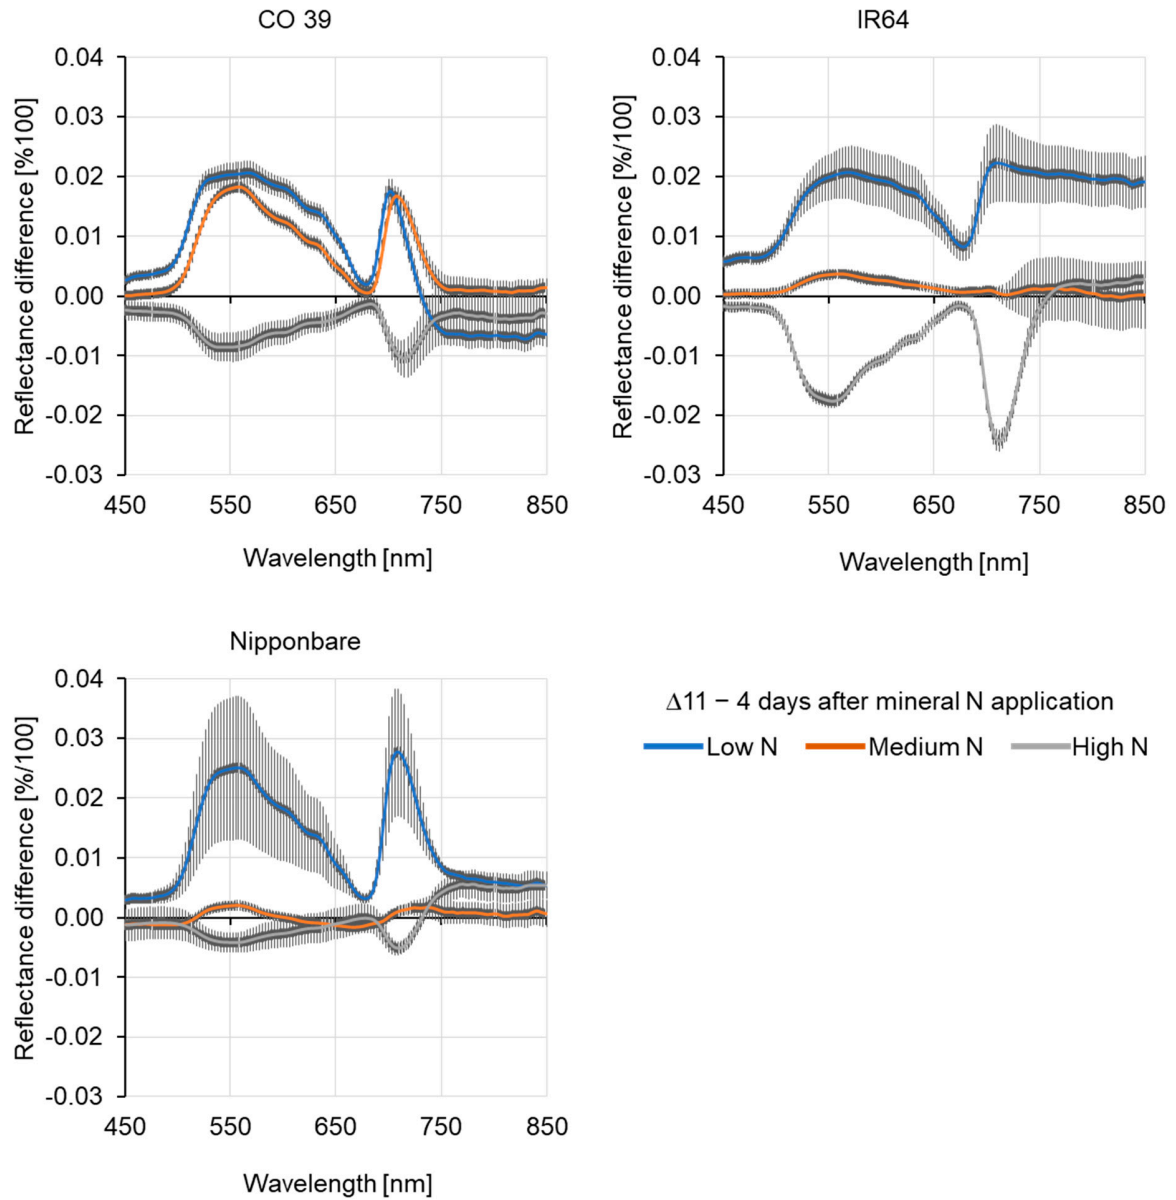 CO 39
Reflectance difference [%100]
0.04
0.03
0.02
0.01
0.00
-0.01
-0.02
-0.03
450 550 650 750 850
Wavelength [nm]
IR64
Reflectance difference [%/100]
0.04
0.03
0.02
0.01
0.00
-0.01
-0.02
-0.03
450 550 650 750 850
Wavelength [nm]
Nipponbare
Reflectance difference [%/100]
0.04
0.03
0.02
0.01
0.00
-0.01
-0.02
-0.03
450 550 650 750 850
Wavelength [nm]
Δ11 − 4 days after mineral N application
Low N Medium N High N